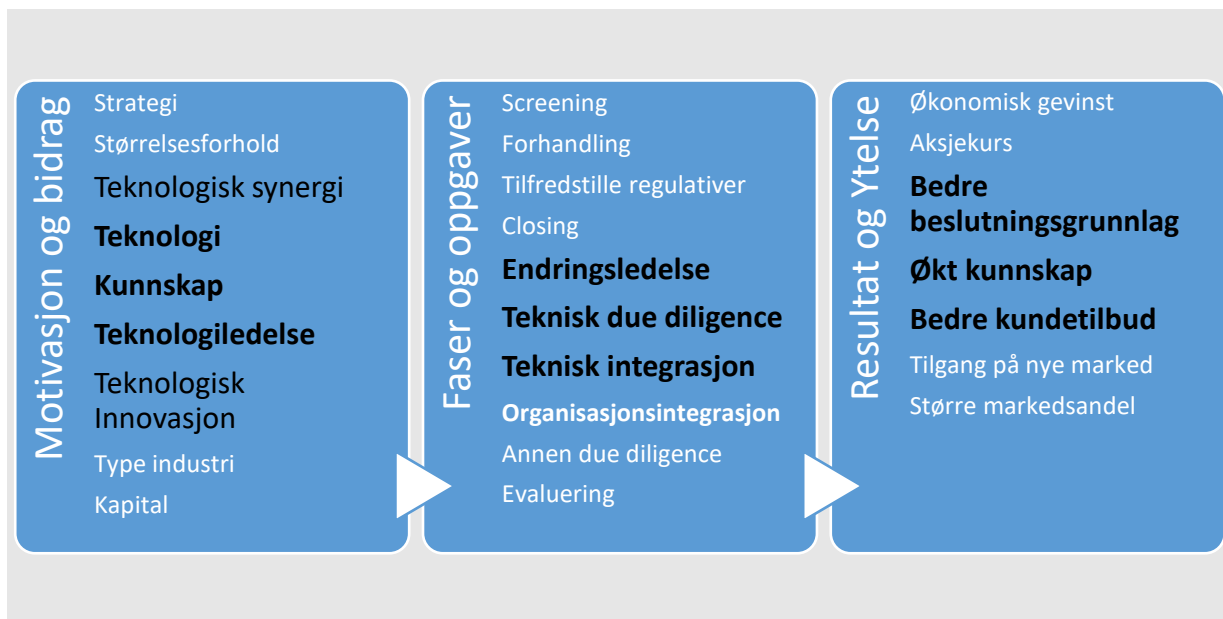 Motivasjon og bidrag
Strategi
Størrelsesforhold
Teknologisk synergi
Teknologi
Kunnskap
Teknologiledelse
Teknologisk
Innovasjon
Type industri
Kapital
Faser og oppgaver
Screening
Forhandling
Tilfredstille regulativer
Closing
Endringsledelse
Teknisk due diligence
Teknisk integrasjon
Organisasjonsintegrasjon
Annen due diligence
Evaluering
Resultat og Ytelse
Økonomisk gevinst
Aksjekurs
Bedre
beslutningsgrunnlag
Økt kunnskap
Bedre kundetilbud
Tilgang på nye marked
Større markedsandel